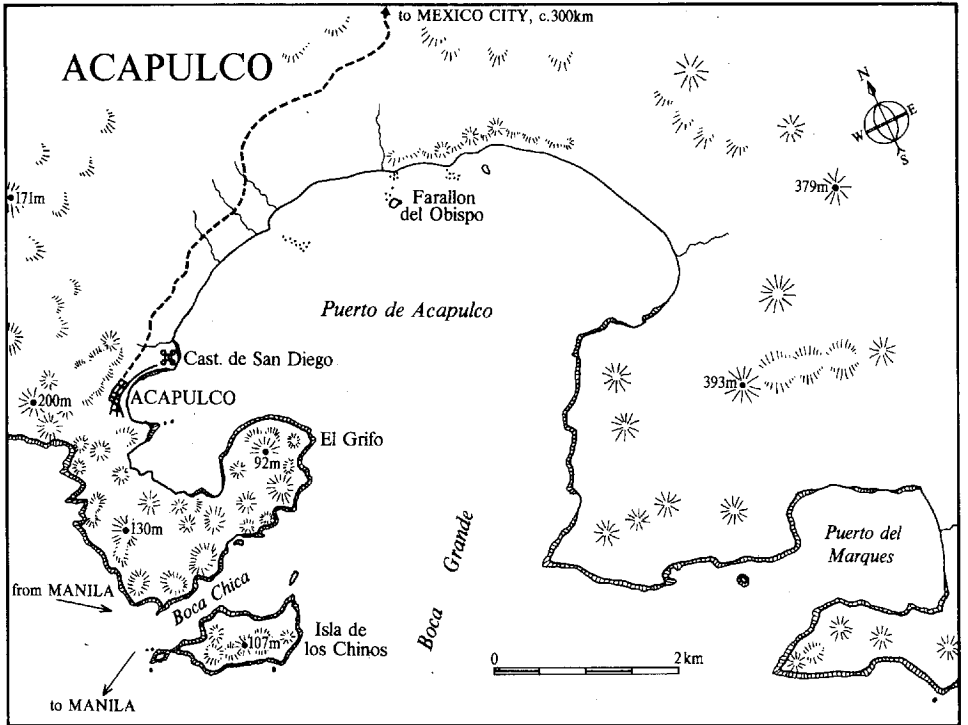 to MEXICO CITY, c.300km
ACAPULCO
N
E
W
S
171m
379m
Farallon
del Obispo
Puerto de Acapulco
Cast. de San Diego
393m
200m
ACAPULCO
El Grifo
92m
130m
Puerto del
Marques
Boca Grande
from MANILA
Boca Chica
Isla de
los Chinos
107m
0
2km
to MANILA